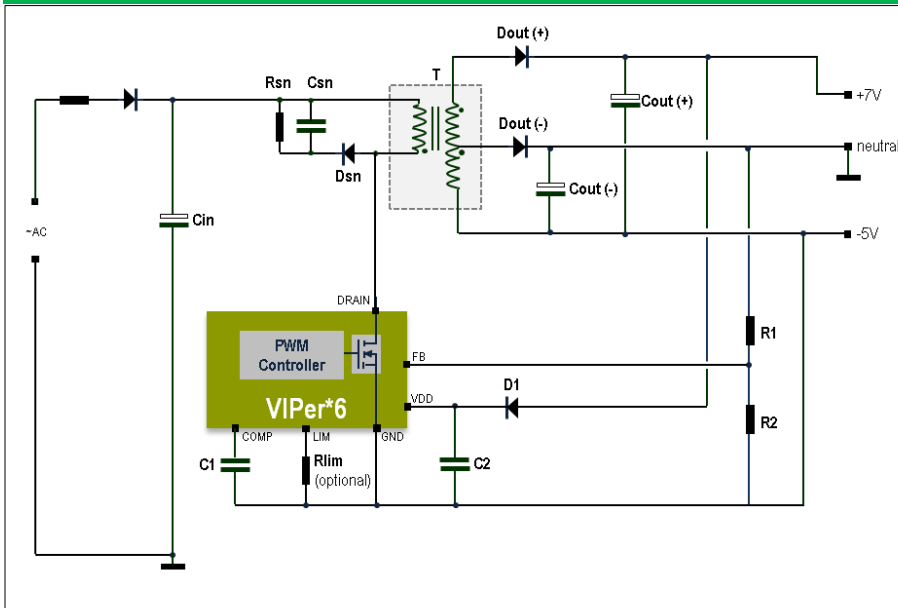 Dout (+)
T
Rsn
Csn
+7V
Cout (+)
Dout (-)
neutral
Dsn
Cout (-)
Cin
~AC
-5V
DRAIN
R1
PWM
Controller
FB
D1
VIPer*6
VDD
R2
COMP
LIM
GND
C1
Rlim
(optional)
C2